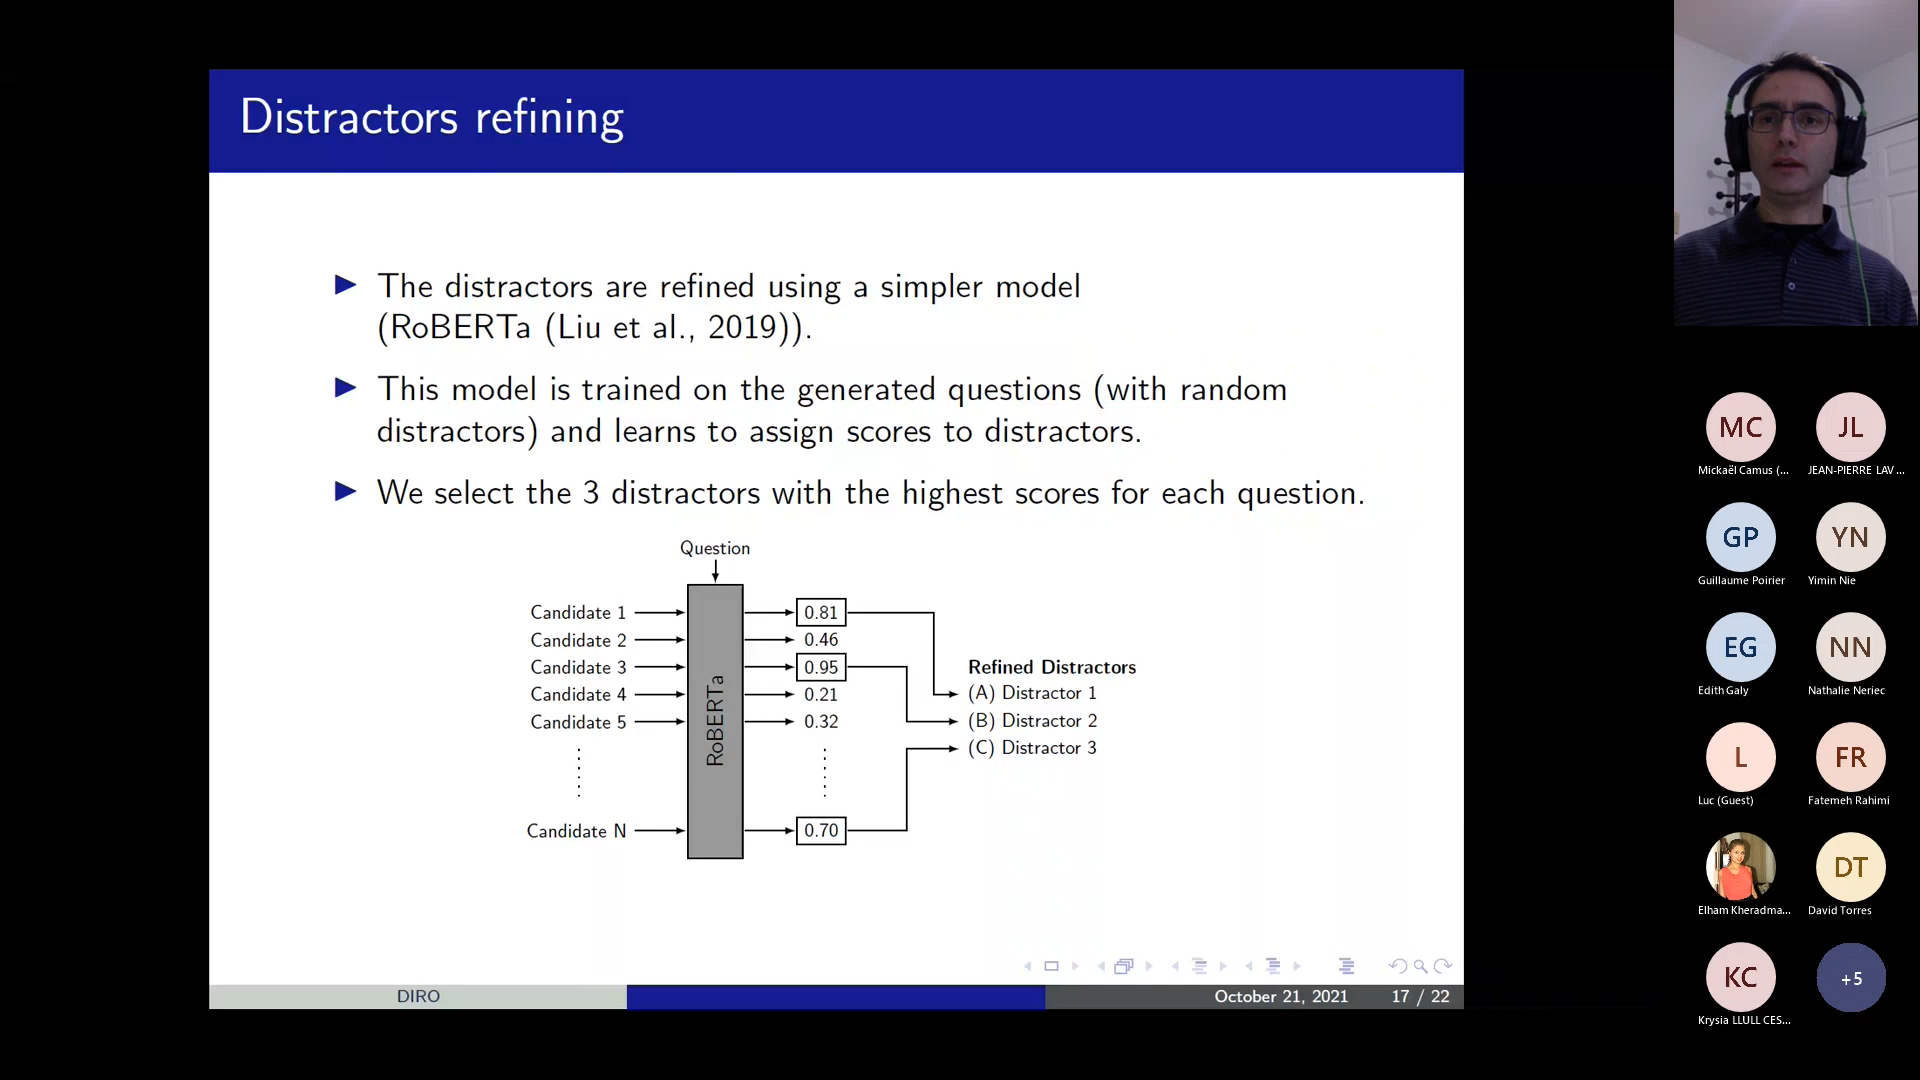 Distractors refining
The distractors are refined using a simpler model
(RoBERTa (Liu et al., 2019)).
This model is trained on the generated questions (with random
distractors) and learns to assign scores to distractors.
We select the 3 distractors with the highest scores for each question.
Question
Candidate 1
Candidate 2
Candidate 3
Candidate 4
Candidate 5
Candidate N
RoBERTa
0.81
0.46
0.95
0.21
0.32
0.70
Refined Distractors
(A) Distractor 1
(B) Distractor 2
(C) Distractor 3
DIRO
October 21, 2021
17 / 22
MC
Mickaël Camus (...
JL
JEAN-PIERRE LAV ...
GP
Guillaume Poirier
YN
Yimin Nie
EG
Edith Galy
NN
Nathalie Neriec
L
Luc (Guest)
FR
Fatemeh Rahimi
Elham Kheradma...
DT
David Torres
KC
Krysia LLULL CES...
+5